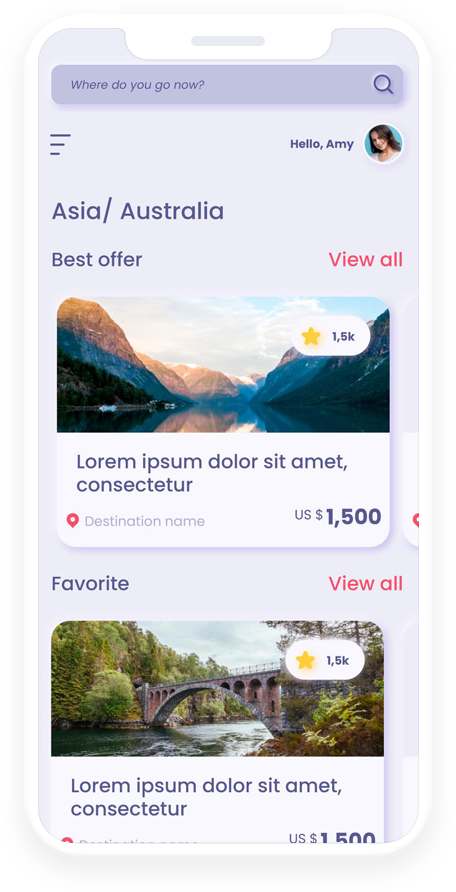 Where do you go now?
Hello, Amy
Asia/ Australia
Best offer
View all
1,5k
Lorem ipsum dolor sit amet,
consectetur
Destination name
US $ 1,500
Favorite
View all
1,5k
Lorem ipsum dolor sit amet,
consectetur
Destination name
US $ 1,500